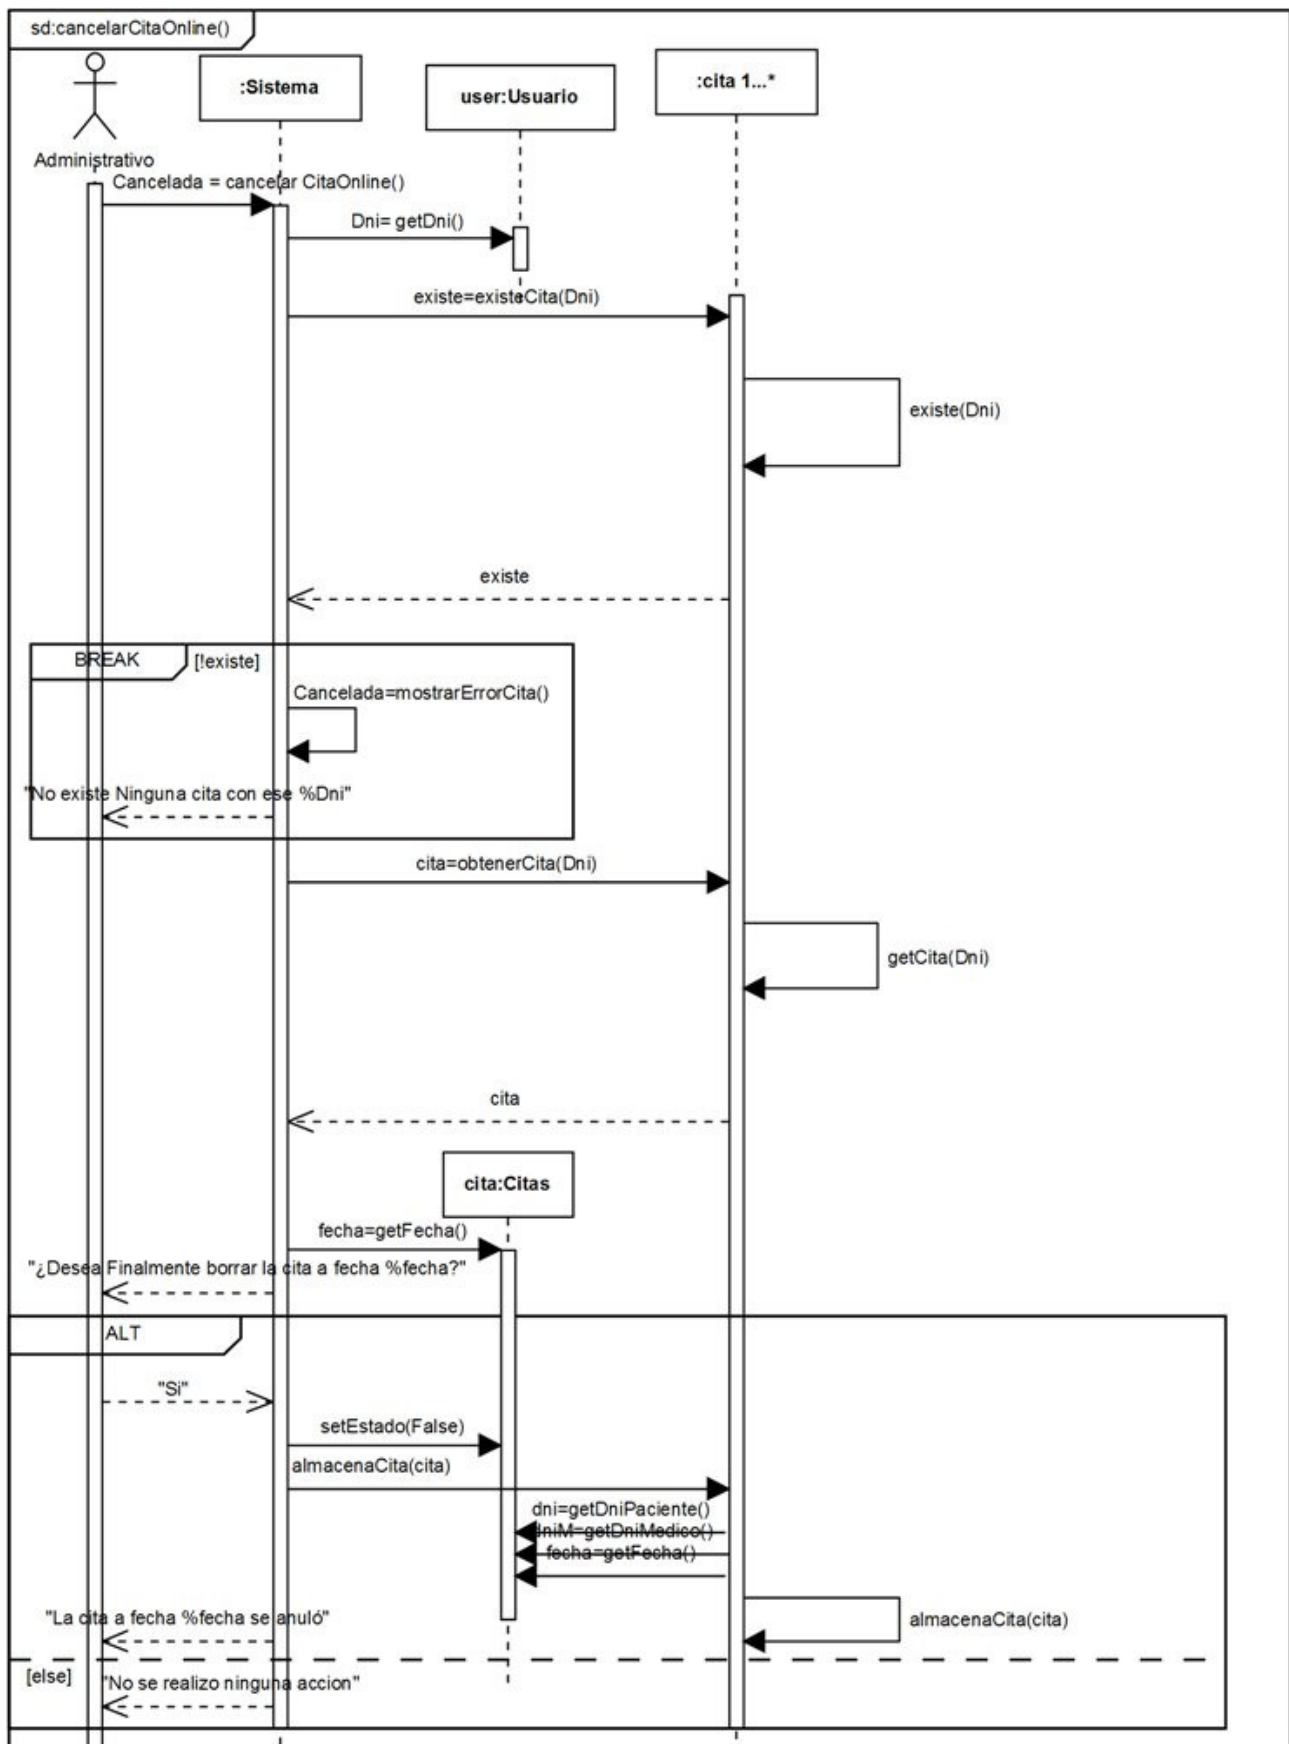 sd:cancelarCitaOnline()
:Sistema
user:Usuario
:cita 1...*
Administrativo
Cancelada = cancelar CitaOnline()
Dni= getDni()
existe=existeCita(Dni)
existe(Dni)
existe
BREAK
[!existe]
Cancelada=mostrarErrorCita()
"No existe Ninguna cita con ese %Dni"
cita=obtenerCita(Dni)
getCita(Dni)
cita
cita:Citas
fecha=getFecha()
"¿Desea Finalmente borrar la cita a fecha %fecha?"
ALT
"Si"
setEstado(False)
almacenaCita(cita)
dni=getDniPaciente()
dniM=getDniMedico()
fecha=getFecha()
"La cita a fecha %fecha se anuló"
almacenaCita(cita)
[else]
"No se realizo ninguna accion"